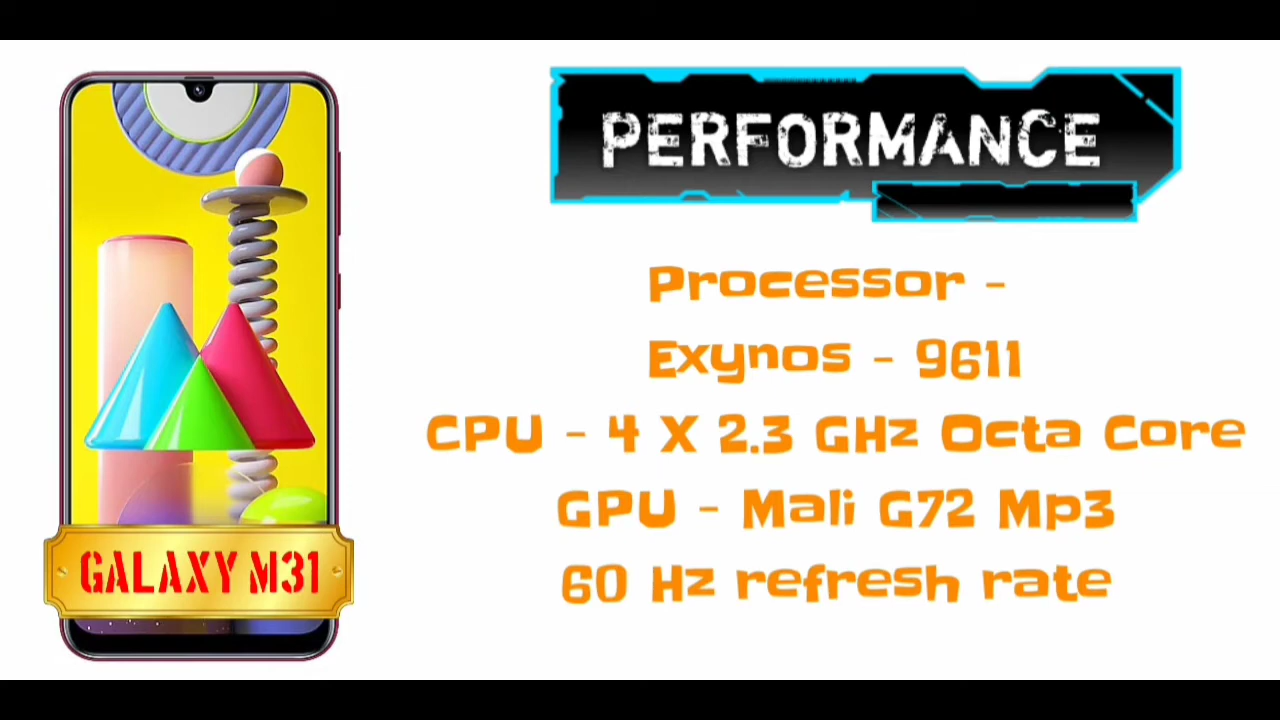 PERFORMANCE
Processor -
Exynos - 9611
CPU - 4 X 2.3 GHz Octa Core
GPU - Mali G72 Mp3
60 Hz refresh rate
GALAXY M31